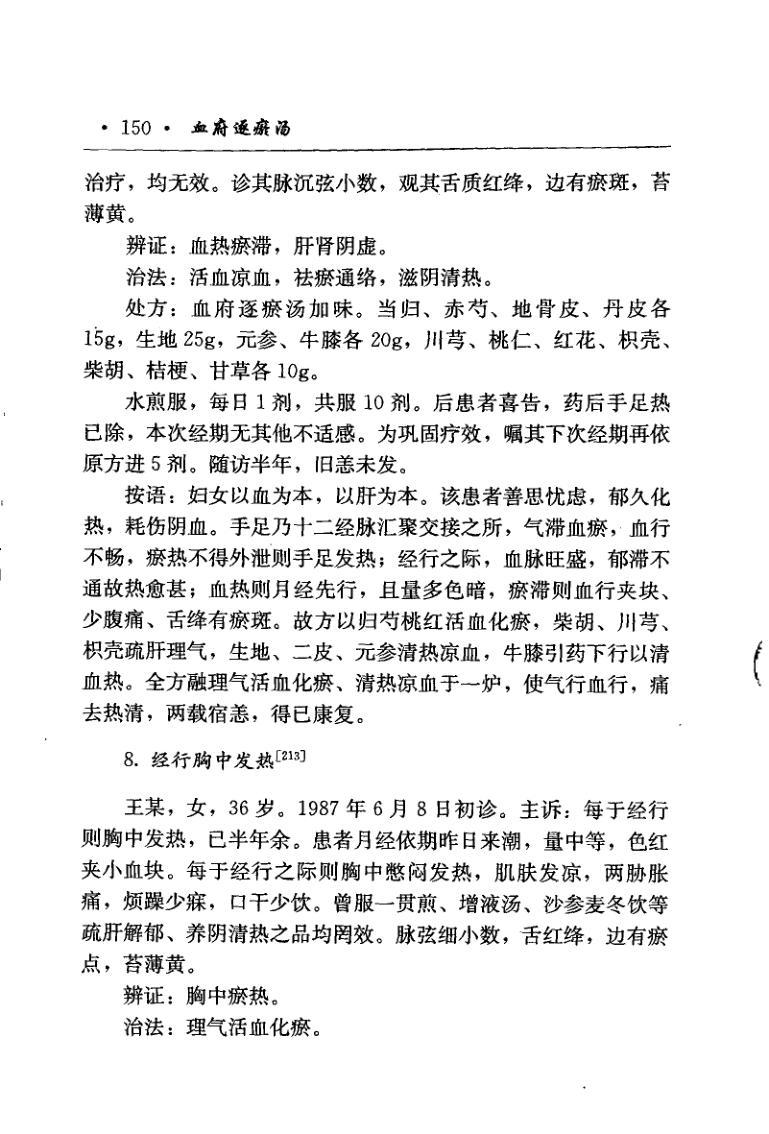 · 150 · 血府逐瘀汤
治疗，均无效。诊其脉沉弦小数，观其舌质红绛，边有瘀斑，苔
薄黄。
辨证：血热瘀滞，肝肾阴虚。
治法：活血凉血，祛瘀通络，滋阴清热。
处方：血府逐瘀汤加味。当归、赤芍、地骨皮、丹皮各
15g，生地 25g，元参、牛膝各 20g，川芎、桃仁、红花、枳壳、
柴胡、桔梗、甘草各 10g。
水煎服，每日 1 剂，共服 10 剂。后患者喜告，药后手足热
已除，本次经期无其他不适感。为巩固疗效，嘱其下次经期再依
原方进 5 剂。随访半年，旧恙未发。
按语：妇女以血为本，以肝为本。该患者善思忧虑，郁久化
热，耗伤阴血。手足乃十二经脉汇聚交接之所，气滞血瘀，血行
不畅，瘀热不得外泄则手足发热；经行之际，血脉旺盛，郁滞不
通故热愈甚；血热则月经先行，且量多色暗，瘀滞则血行夹块、
少腹痛、舌绛有瘀斑。故方以归芍桃红活血化瘀，柴胡、川芎、
枳壳疏肝理气，生地、二皮、元参清热凉血，牛膝引药下行以清
血热。全方融理气活血化瘀、清热凉血于一炉，使气行血行，痛
去热清，两载宿恙，得已康复。
8. 经行胸中发热[213]
王某，女，36 岁。1987 年 6 月 8 日初诊。主诉：每于经行
则胸中发热，已半年余。患者月经依期昨日来潮，量中等，色红
夹小血块。每于经行之际则胸中憋闷发热，肌肤发凉，两胁胀
痛，烦躁少寐，口干少饮。曾服一贯煎、增液汤、沙参麦冬饮等
疏肝解郁、养阴清热之品均罔效。脉弦细小数，舌红绛，边有瘀
点，苔薄黄。
辨证：胸中瘀热。
治法：理气活血化瘀。